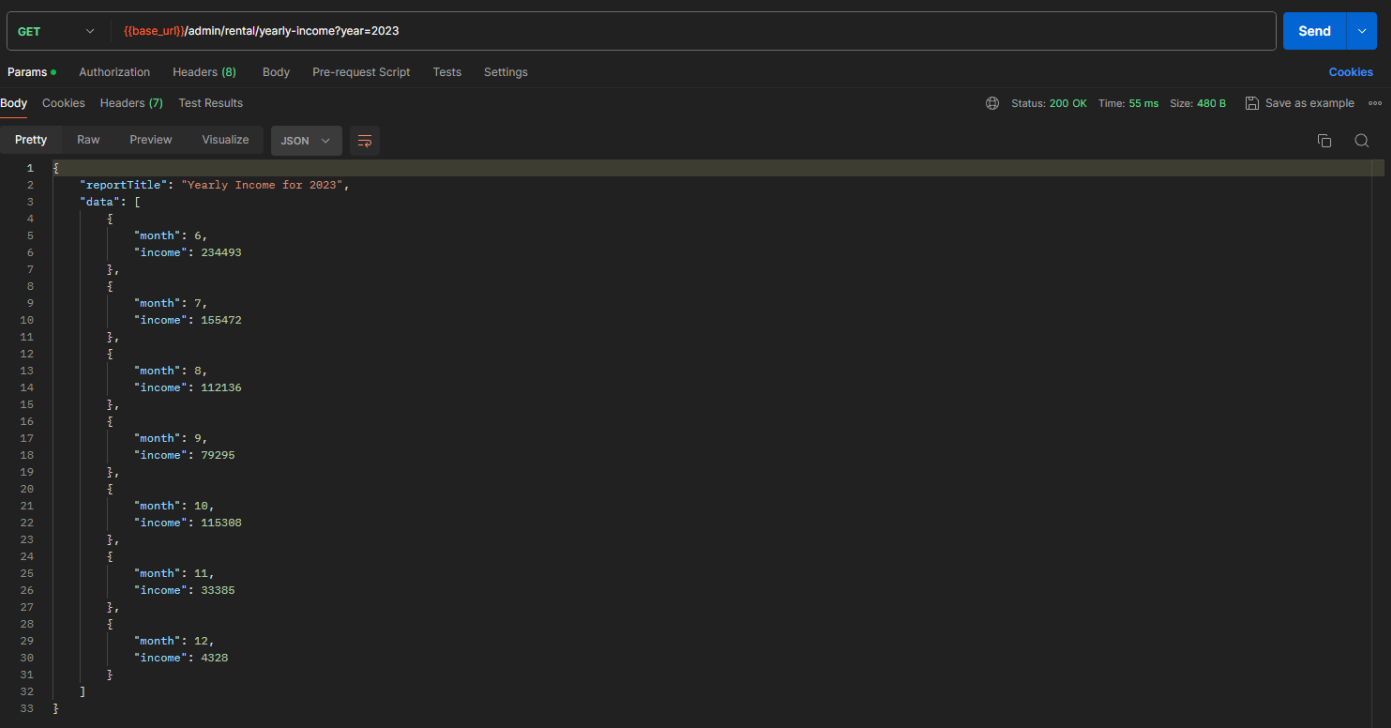 GET {{base_url}}/admin/rental/yearly-income?year=2023 Send
Params Authorization Headers (8) Body Pre-request Script Tests Settings Cookies
Body Cookies Headers (7) Test Results Status: 200 OK Time: 55 ms Size: 480 B Save as example
Pretty Raw Preview Visualize JSON
1 {
2 "reportTitle": "Yearly Income for 2023",
3 "data": [
4 {
5 "month": 6,
6 "income": 234493
7 },
8 {
9 "month": 7,
10 "income": 155472
11 },
12 {
13 "month": 8,
14 "income": 112136
15 },
16 {
17 "month": 9,
18 "income": 79295
19 },
20 {
21 "month": 10,
22 "income": 115308
23 },
24 {
25 "month": 11,
26 "income": 33385
27 },
28 {
29 "month": 12,
30 "income": 4328
31 }
32 ]
33 }